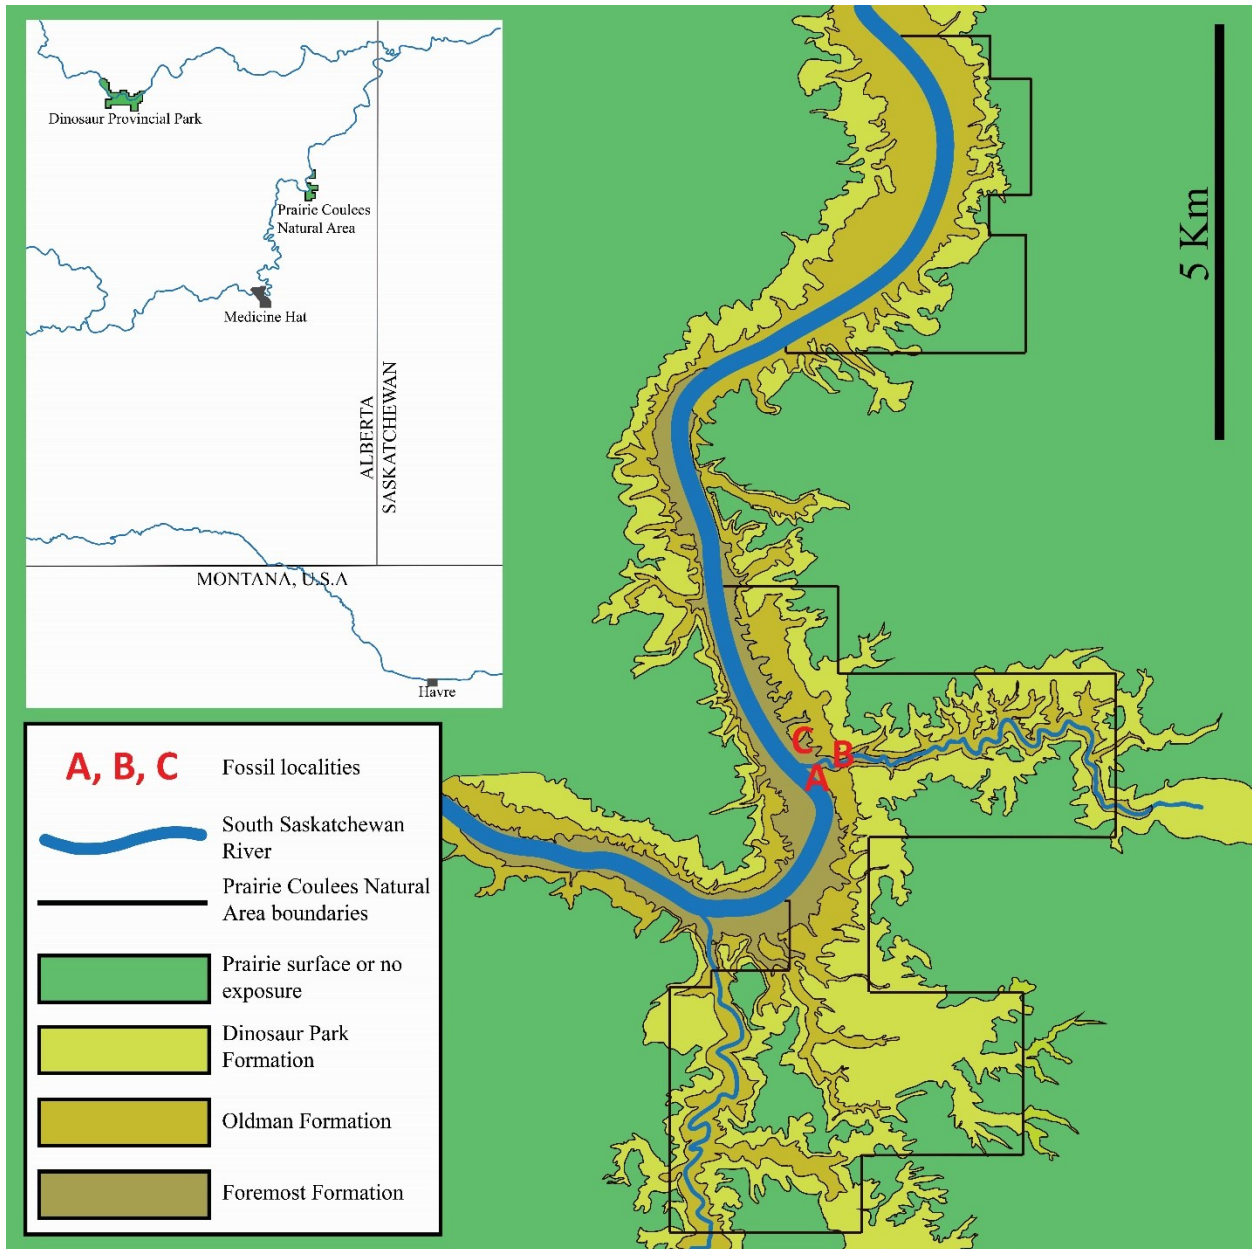 Dinosaur Provincial Park
Prairie Coulees
Natural Area
Medicine Hat
ALBERTA
SASKATCHEWAN
MONTANA, U.S.A
Havre
5 Km
C
B
A
A, B, C
Fossil localities
South Saskatchewan
River
Prairie Coulees Natural
Area boundaries
Prairie surface or no
exposure
Dinosaur Park
Formation
Oldman Formation
Foremost Formation